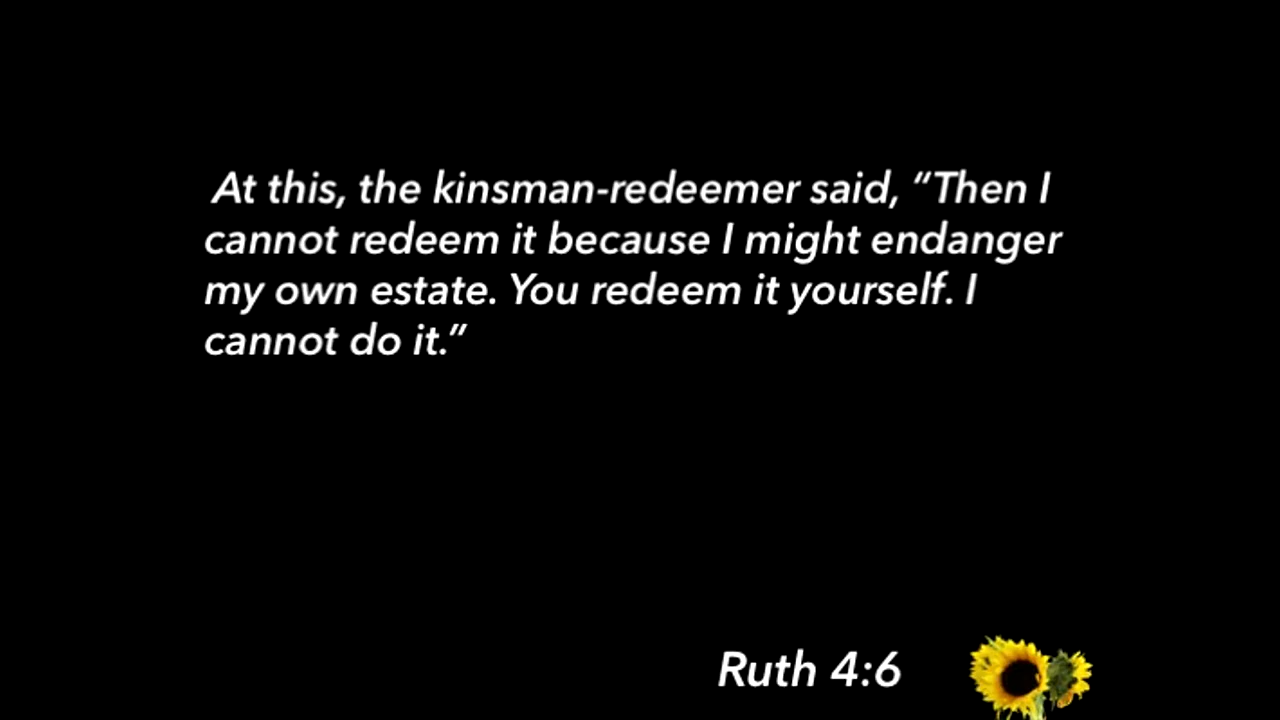 At this, the kinsman-redeemer said, “Then I
cannot redeem it because I might endanger
my own estate. You redeem it yourself. I
cannot do it.”
Ruth 4:6